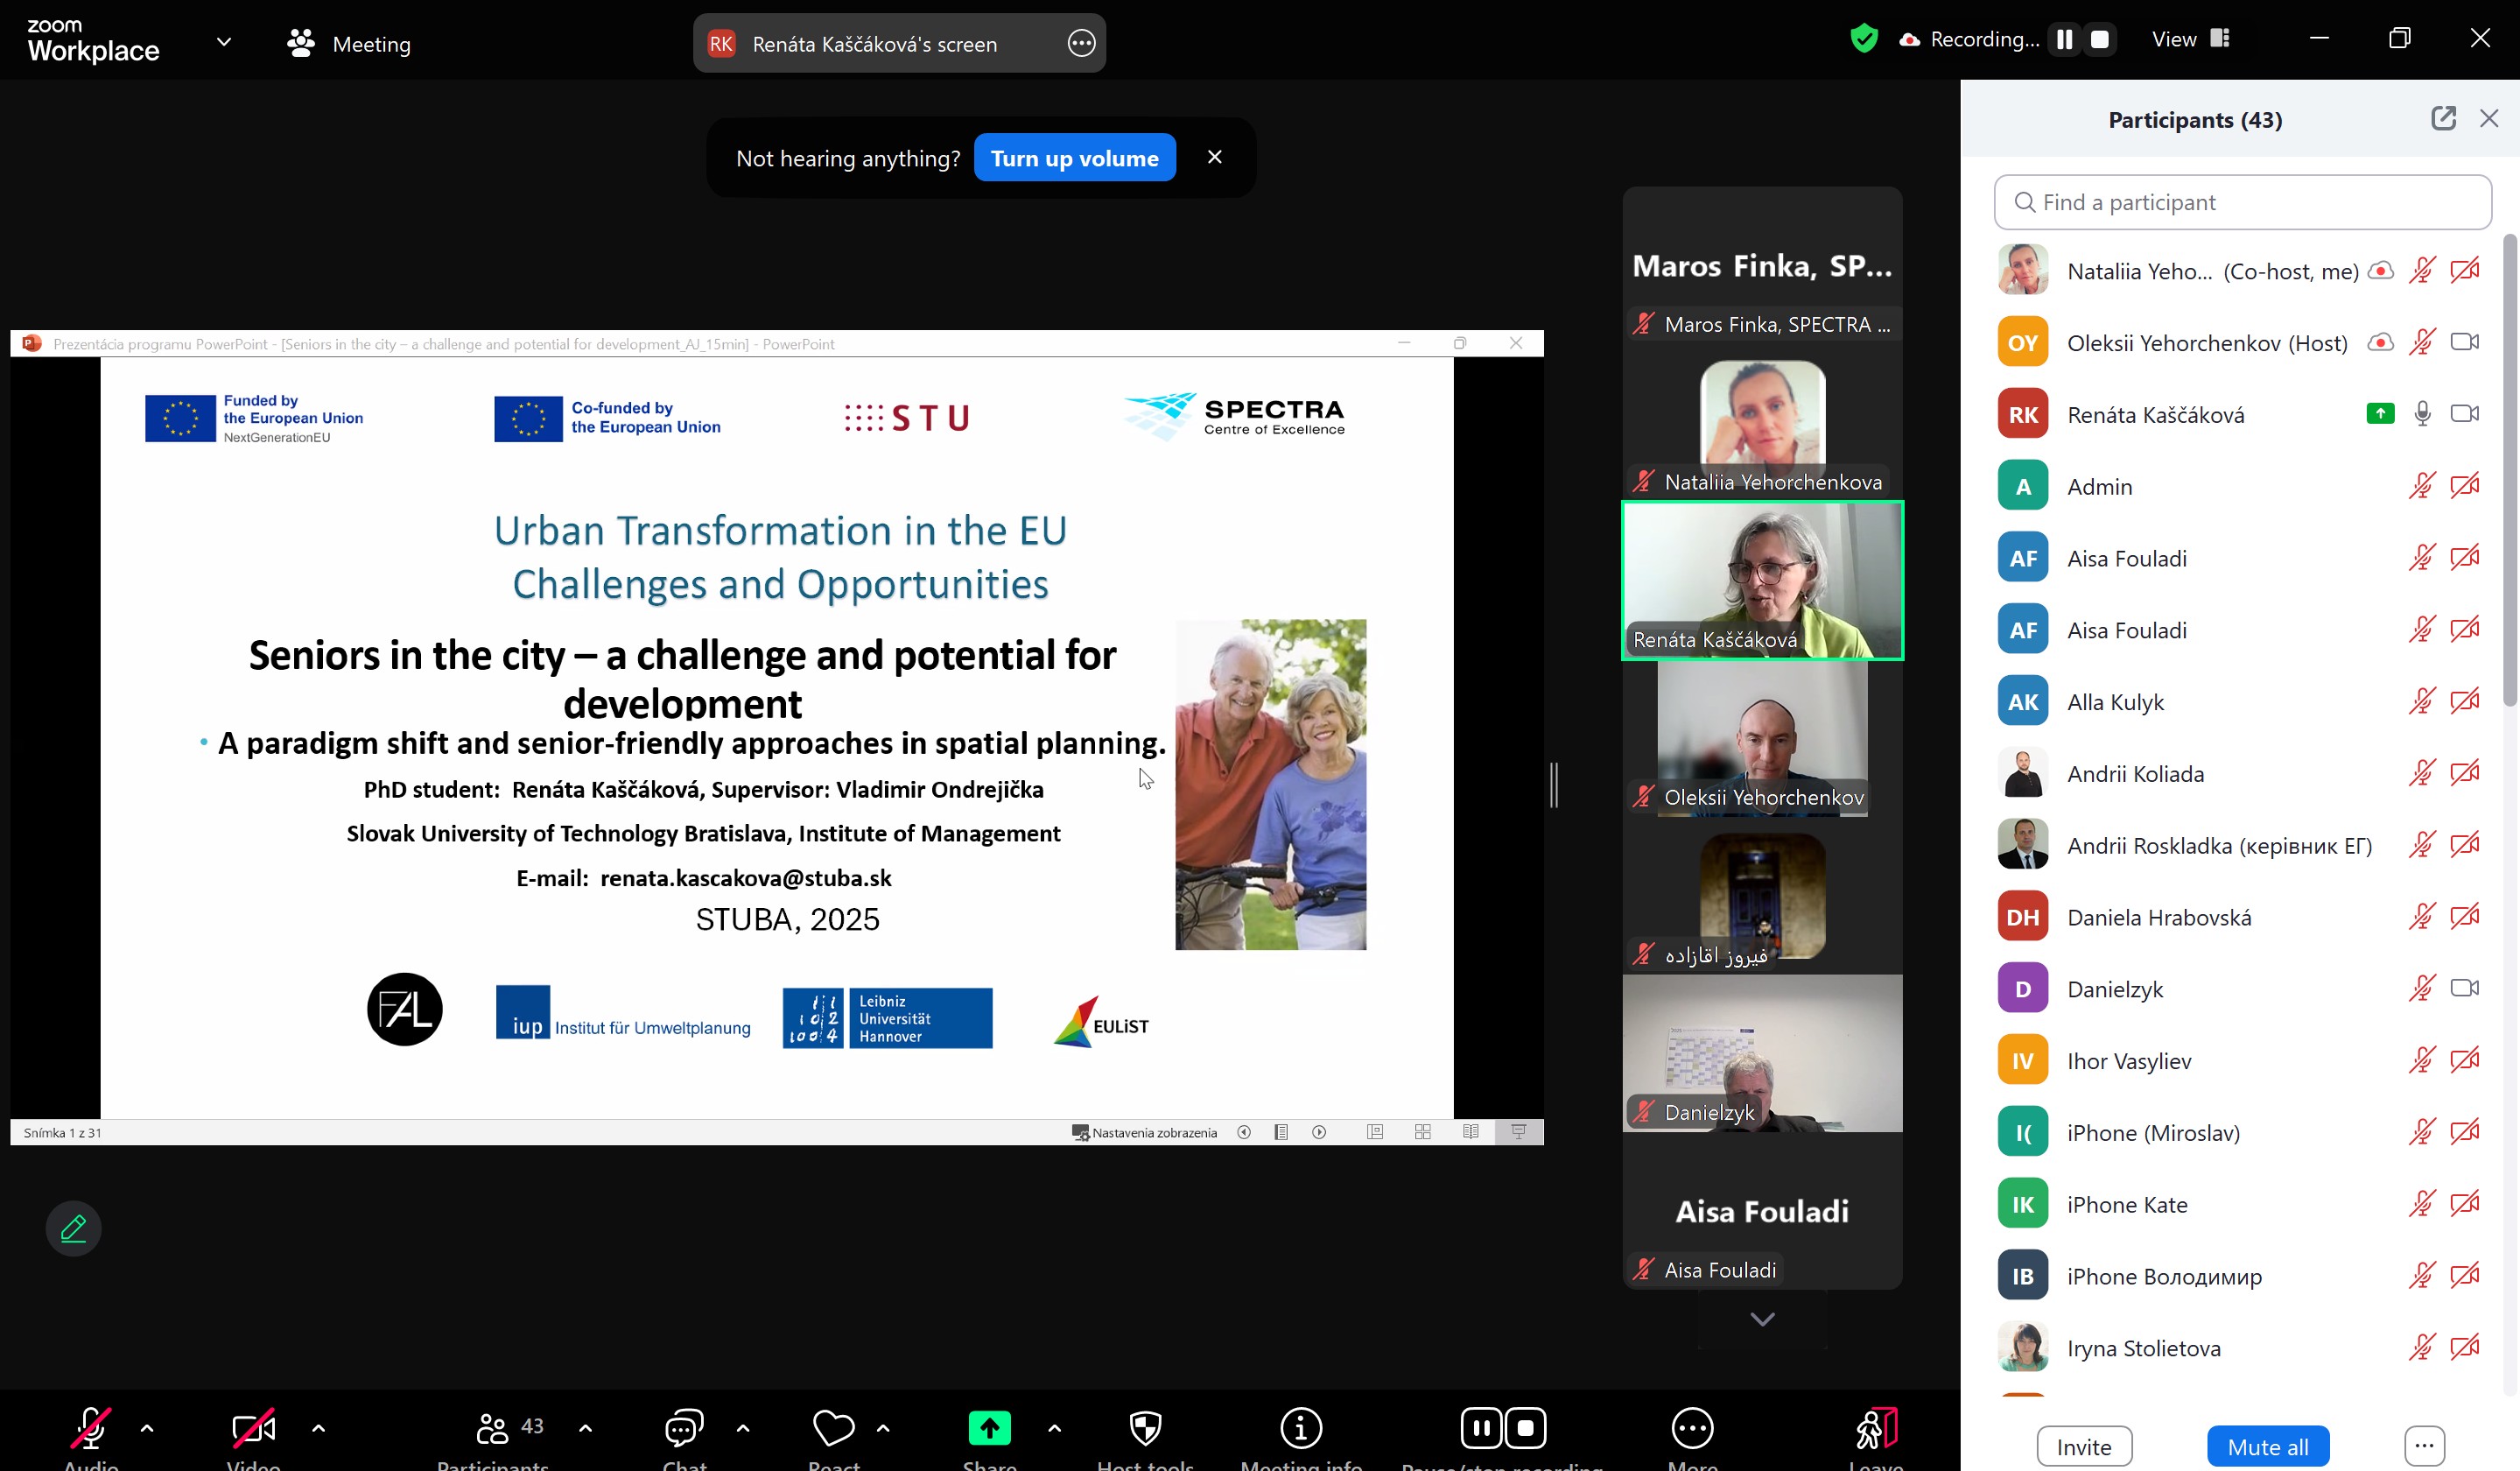 zoom
Workplace
Meeting
RK Renáta Kaščáková's screen
Recording...
View
Not hearing anything? Turn up volume
Prezentácia programu PowerPoint - [Seniors in the city – a challenge and potential for development_AJ_15min] - PowerPoint
Funded by
the European Union
NextGenerationEU
Co-funded by
the European Union
STU
SPECTRA
Centre of Excellence
Urban Transformation in the EU
Challenges and Opportunities
Seniors in the city – a challenge and potential for
development
• A paradigm shift and senior-friendly approaches in spatial planning.
PhD student: Renáta Kaščáková, Supervisor: Vladimir Ondrejička
Slovak University of Technology Bratislava, Institute of Management
E-mail: renata.kascakova@stuba.sk
STUBA, 2025
FAL
iup Institut für Umweltplanung
Leibniz
Universität
Hannover
EULiST
Snímka 1 z 31
Nastavenia zobrazenia
Maros Finka, SP...
Maros Finka, SPECTRA ...
Nataliia Yehorchenkova
Renáta Kaščáková
Oleksii Yehorchenkov
فیروز اقازاده
Danielzyk
Aisa Fouladi
Aisa Fouladi
Participants (43)
Find a participant
Nataliia Yeho... (Co-host, me)
OY Oleksii Yehorchenkov (Host)
RK Renáta Kaščáková
A Admin
AF Aisa Fouladi
AF Aisa Fouladi
AK Alla Kulyk
Andrii Koliada
Andrii Roskladka (керівник ЕГ)
DH Daniela Hrabovská
D Danielzyk
IV Ihor Vasyliev
I( iPhone (Miroslav)
IK iPhone Kate
IB iPhone Володимир
Iryna Stolietova
Invite
Mute all
43
Audio
Video
Participants
Chat
React
Share
Host tools
Meeting info
Pause/stop recording
More
Leave